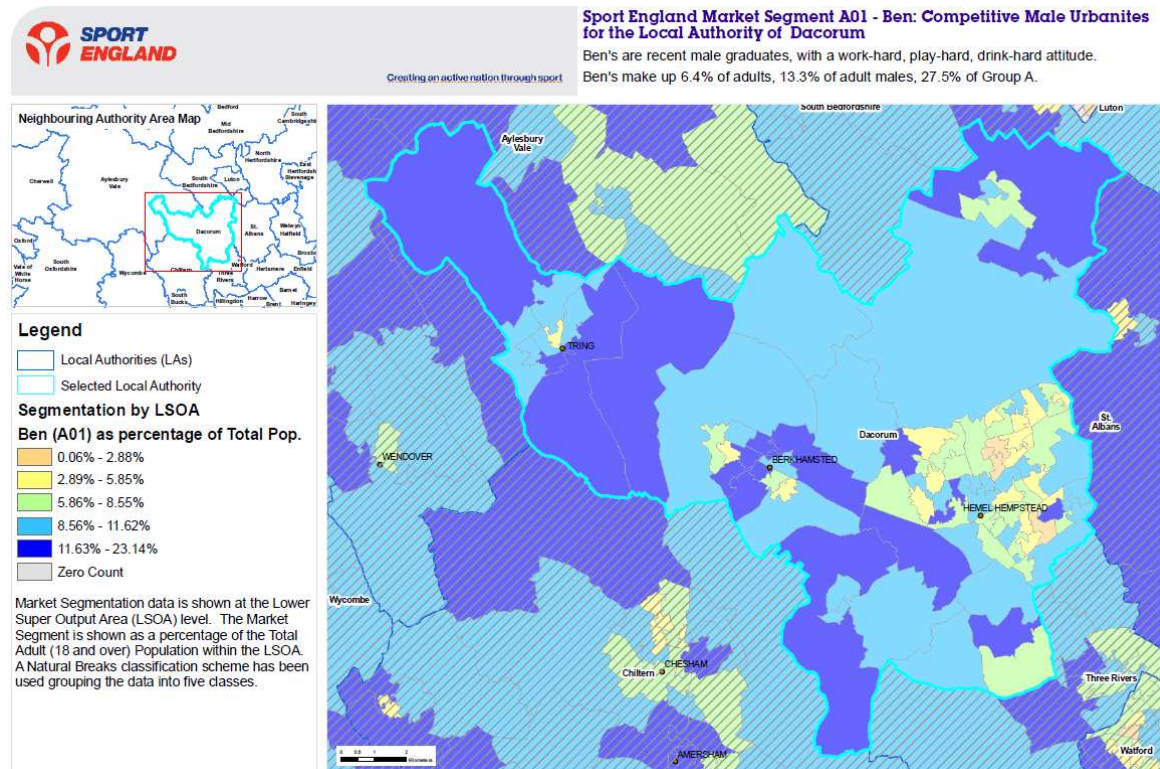 SPORT
ENGLAND
Creating an active nation through sport
Sport England Market Segment A01 - Ben: Competitive Male Urbanites
for the Local Authority of Dacorum
Ben's are recent male graduates, with a work-hard, play-hard, drink-hard attitude.
Ben's make up 6.4% of adults, 13.3% of adult males, 27.5% of Group A.
Neighbouring Authority Area Map
Bedford
Mid
Bedfordshire
South
North
Hertfordshire
East
Stevenage
Cherwell
Aylesbury
Vale
South
Bedfordshire
Luton
Dacorum
St.
Albans
Welwyn
Hatfield
Oxford
South
Oxfordshire
Vale of
White
Horse
Wycombe
Chiltern
Three
Rivers
Watford
Hertsmere
Enfield
South
Bucks
Hillingdon
Harrow
Barnet
Brent
Haringey
Legend
Local Authorities (LAs)
Selected Local Authority
Segmentation by LSOA
Ben (A01) as percentage of Total Pop.
0.06% - 2.88%
2.89% - 5.85%
5.86% - 8.55%
8.56% - 11.62%
11.63% - 23.14%
Zero Count
Market Segmentation data is shown at the Lower
Super Output Area (LSOA) level. The Market
Segment is shown as a percentage of the Total
Adult (18 and over) Population within the LSOA.
A Natural Breaks classification scheme has been
used grouping the data into five classes.
South Bedfordshire
Luton
Aylesbury
Vale
TRING
WENDOVER
Dacorum
St.
Albans
BERKHAMSTED
HEMEL HEMPSTEAD
Wycombe
Chiltern
CHESHAM
Three Rivers
AMERSHAM
Watford
0 0.5 1 2
Kilometers